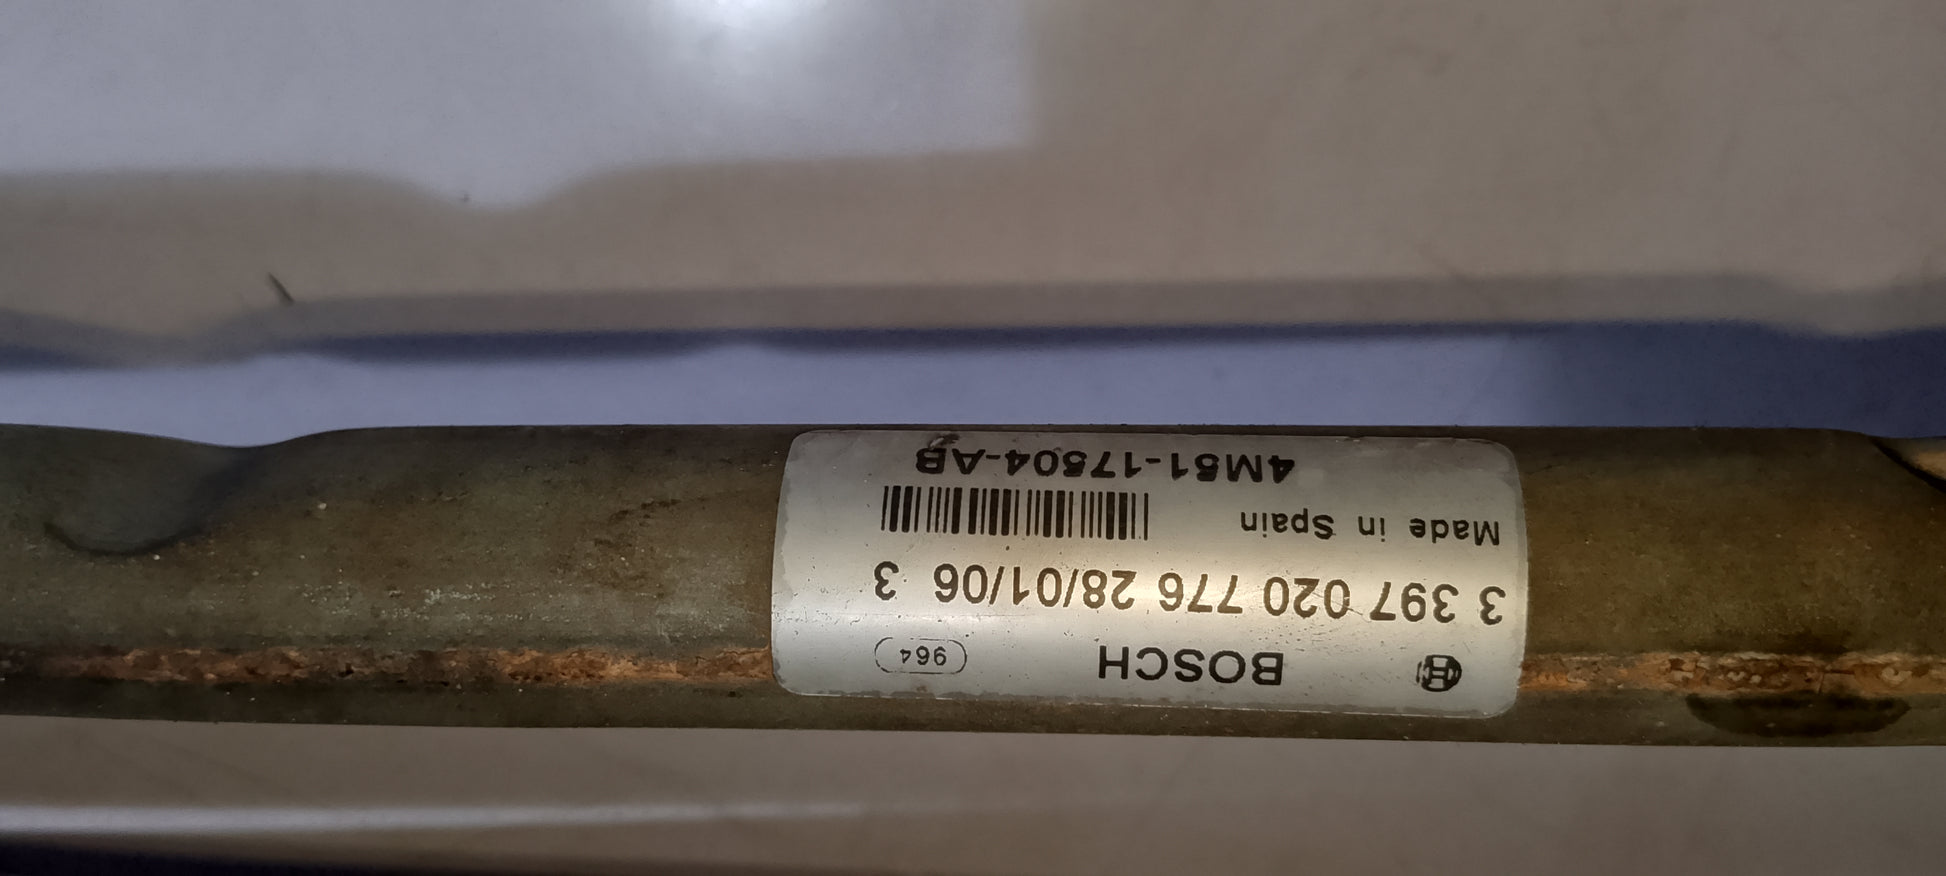 BOSCH 964
3 397 020 776 28/01/06 3
Made in Spain
4M51-17504-AB